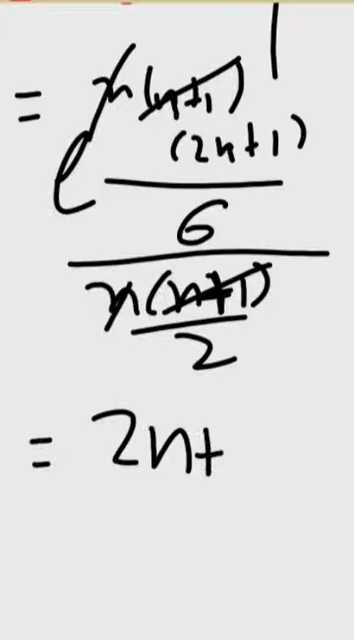 = n(n+1)
(2n+1)
6
n(n+1)
2
= 2n+